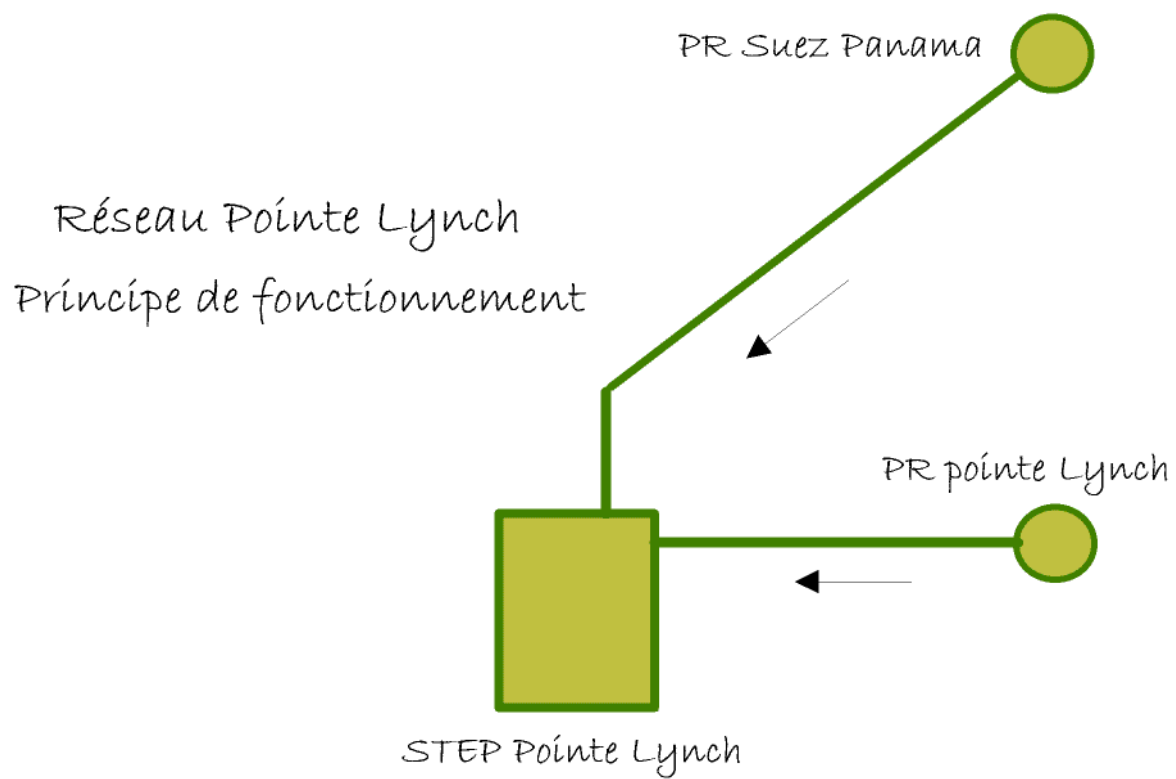 PR Suez Panama
Réseau Pointe Lynch
Principe de fonctionnement
PR pointe Lynch
STEP Pointe Lynch